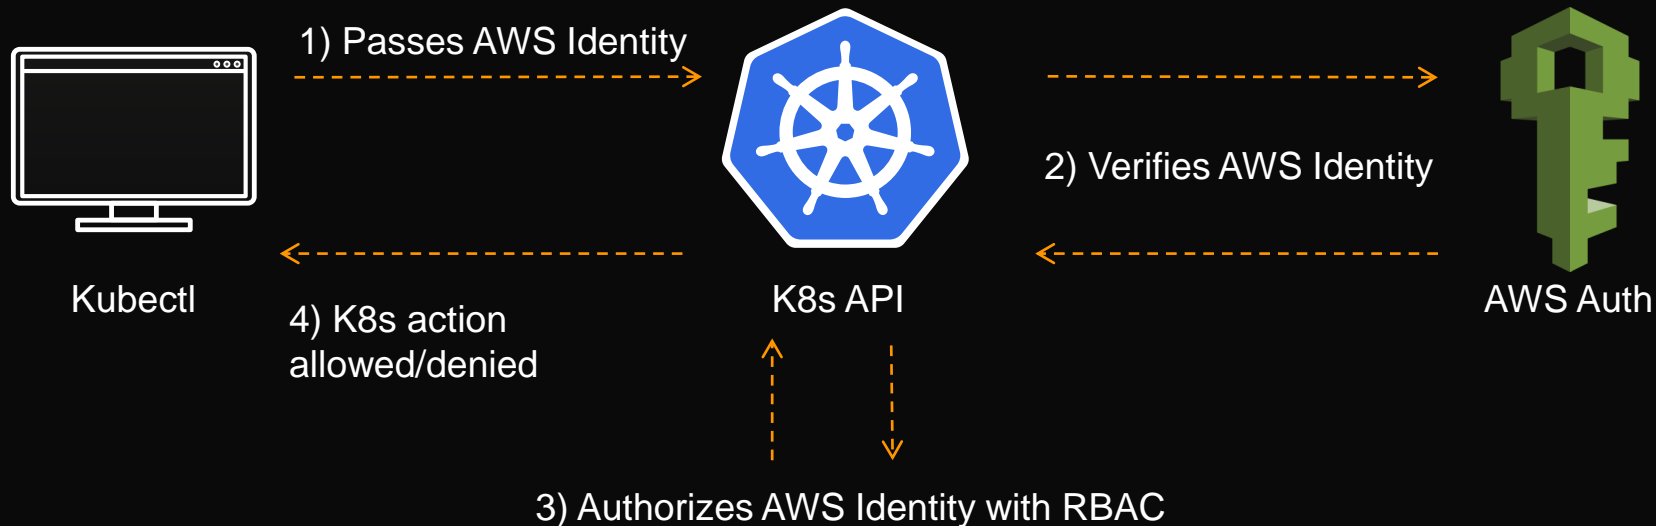 1) Passes AWS Identity
2) Verifies AWS Identity
Kubectl
K8s API
AWS Auth
4) K8s action
allowed/denied
3) Authorizes AWS Identity with RBAC